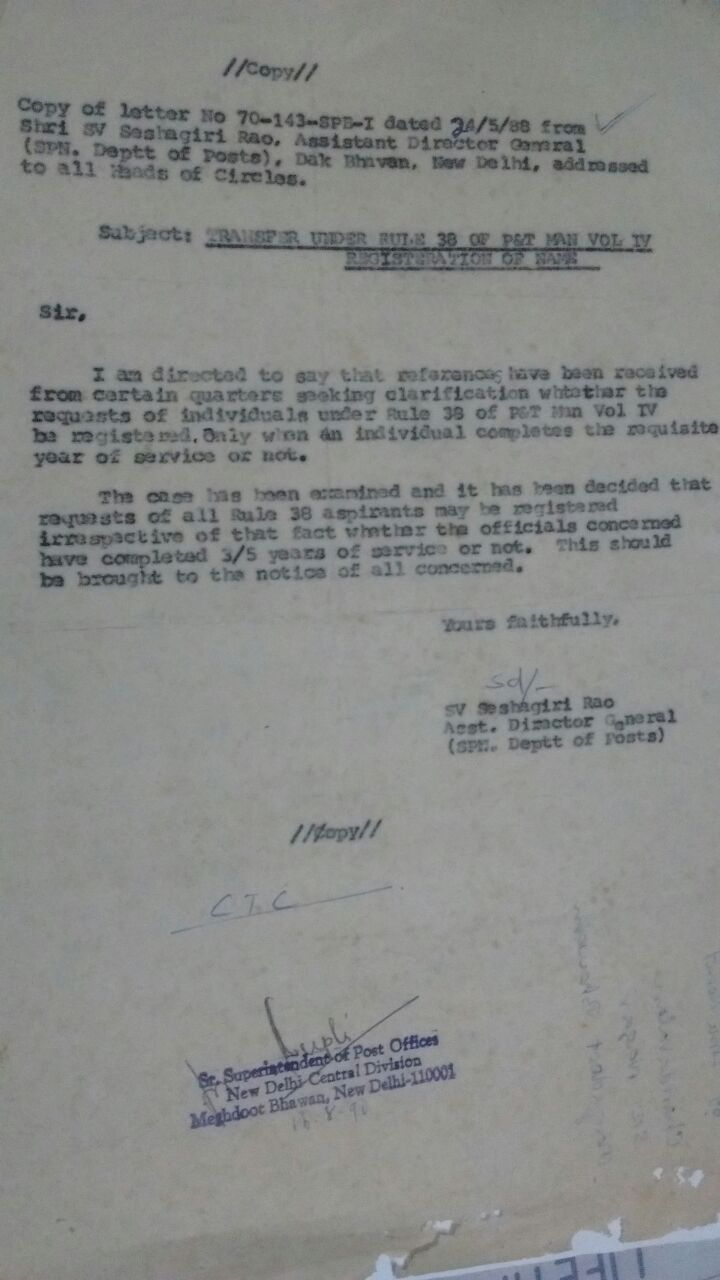 //Copy//
Copy of letter No 70-143-SPB-I dated 24/5/88 from
Shri SV Seshagiri Rao, Assistant Director General
(SPN. Deptt of Posts), Dak Bhavan, New Delhi, addressed
to all Heads of Circles.
Subject: TRANSFER UNDER RULE 38 OF P&T MAN VOL IV
REGISTERATION OF NAME
Sir,
I am directed to say that references have been received
from certain quarters seeking clarification whtether the
requests of individuals under Rule 38 of P&T Man Vol IV
be registered. Only when an individual completes the requisite
year of service or not.
The case has been examined and it has been decided that
requests of all Rule 38 aspirants may be registered
irrespective of that fact whether the officials concerned
have completed 3/5 years of service or not. This should
be brought to the notice of all concerned.
Yours faithfully,
sd/-
SV Seshagiri Rao
Asst. Director General
(SPN. Deptt of Posts)
//Copy//
C T C
Sr. Superintendent of Post Offices
New Delhi Central Division
Meghdoot Bhawan, New Delhi-110001